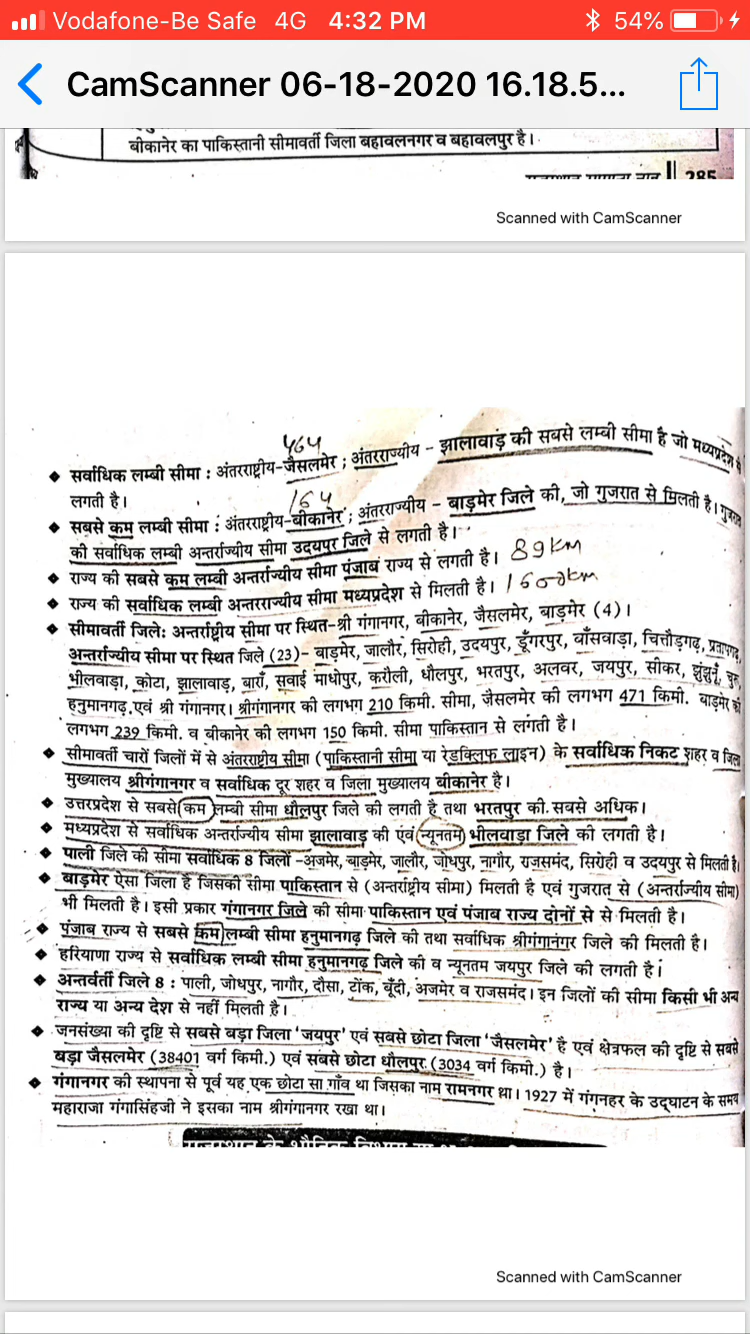 Vodafone-Be Safe 4G 4:32 PM 54%
CamScanner 06-18-2020 16.18.5...
बीकानेर का पाकिस्तानी सीमावर्ती जिला बहावलनगर व बहावलपुर है।
285
Scanned with CamScanner
464
◆ सर्वाधिक लम्बी सीमा : अंतरराष्ट्रीय-जैसलमेर ; अंतरराज्यीय - झालावाड़ की सबसे लम्बी सीमा है जो मध्यप्रदेश से
लगती है।
164
◆ सबसे कम लम्बी सीमा : अंतरराष्ट्रीय-बीकानेर ; अंतरराज्यीय - बाड़मेर जिले की, जो गुजरात से मिलती है। गुजरात
की सर्वाधिक लम्बी अन्तर्राज्यीय सीमा उदयपुर जिले से लगती है।
◆ राज्य की सबसे कम लम्बी अन्तर्राज्यीय सीमा पंजाब राज्य से लगती है। 89km
◆ राज्य की सर्वाधिक लम्बी अन्तरराज्यीय सीमा मध्यप्रदेश से मिलती है। 1600km
◆ सीमावर्ती जिले: अन्तर्राष्ट्रीय सीमा पर स्थित-श्री गंगानगर, बीकानेर, जैसलमेर, बाड़मेर (4)।
अन्तर्राज्यीय सीमा पर स्थित जिले (23)- बाड़मेर, जालौर, सिरोही, उदयपुर, डूँगरपुर, बाँसवाड़ा, चित्तौड़गढ़, प्रतापगढ़,
भीलवाड़ा, कोटा, झालावाड़, बाराँ, सवाई माधोपुर, करौली, धौलपुर, भरतपुर, अलवर, जयपुर, सीकर, झुंझुनूँ, चुरू,
हनुमानगढ़,एवं श्री गंगानगर। श्रीगंगानगर की लगभग 210 किमी. सीमा, जैसलमेर की लगभग 471 किमी. बाड़मेर की
लगभग 239 किमी. व बीकानेर की लगभग 150 किमी. सीमा पाकिस्तान से लगती है।
◆ सीमावर्ती चारों जिलों में से अंतरराष्ट्रीय सीमा (पाकिस्तानी सीमा या रेडक्लिफ लाइन) के सर्वाधिक निकट शहर व जिला
मुख्यालय श्रीगंगानगर व सर्वाधिक दूर शहर व जिला मुख्यालय बीकानेर है।
◆ उत्तरप्रदेश से सबसे कम लम्बी सीमा धौलपुर जिले की लगती है तथा भरतपुर की सबसे अधिक।
◆ मध्यप्रदेश से सर्वाधिक अन्तर्राज्यीय सीमा झालावाड़ की एवं न्यूनतम भीलवाड़ा जिले की लगती है।
◆ पाली जिले की सीमा सर्वाधिक 8 जिलों -अजमेर, बाड़मेर, जालौर, जोधपुर, नागौर, राजसमंद, सिरोही व उदयपुर से मिलती है।
◆ बाड़मेर ऐसा जिला है जिसकी सीमा पाकिस्तान से (अन्तर्राष्ट्रीय सीमा) मिलती है एवं गुजरात से (अन्तर्राज्यीय सीमा)
भी मिलती है। इसी प्रकार गंगानगर जिले की सीमा पाकिस्तान एवं पंजाब राज्य दोनों से से मिलती है।
◆ पंजाब राज्य से सबसे कम लम्बी सीमा हनुमानगढ़ जिले की तथा सर्वाधिक श्रीगंगानगर जिले की मिलती है।
◆ हरियाणा राज्य से सर्वाधिक लम्बी सीमा हनुमानगढ़ जिले की व न्यूनतम जयपुर जिले की लगती है।
◆ अन्तर्वर्ती जिले 8 : पाली, जोधपुर, नागौर, दौसा, टोंक, बूँदी, अजमेर व राजसमंद। इन जिलों की सीमा किसी भी अन्य
राज्य या अन्य देश से नहीं मिलती है।
◆ जनसंख्या की दृष्टि से सबसे बड़ा जिला 'जयपुर' एवं सबसे छोटा जिला 'जैसलमेर' है एवं क्षेत्रफल की दृष्टि से सबसे
बड़ा जैसलमेर (38401 वर्ग किमी.) एवं सबसे छोटा धौलपुर (3034 वर्ग किमी.) है।
◆ गंगानगर की स्थापना से पूर्व यह एक छोटा सा गाँव था जिसका नाम रामनगर था। 1927 में गंगनहर के उद्घाटन के समय
महाराजा गंगासिंहजी ने इसका नाम श्रीगंगानगर रखा था।
Scanned with CamScanner